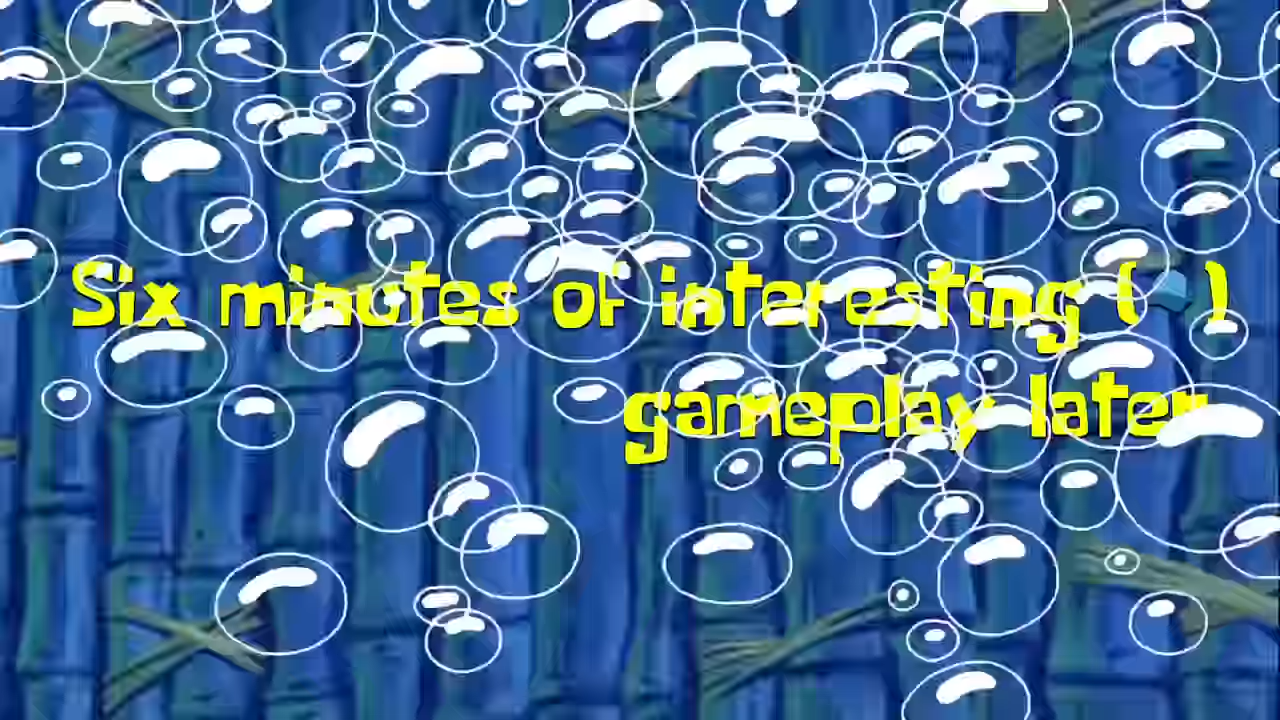 Six minutes of interesting ( )
gameplay later